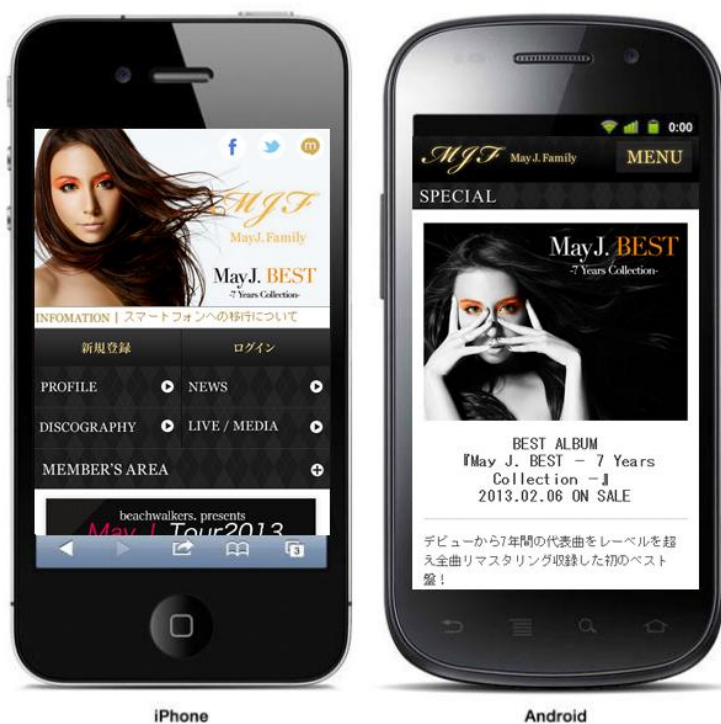 MJF
May J. Family
May J. BEST
-7 Years Collection-
INFOMATION | スマートフォンへの移行について
新規登録
ログイン
PROFILE
NEWS
DISCOGRAPHY
LIVE / MEDIA
MEMBER'S AREA
beachwalkers. presents
May J. Tour2013
3
iPhone
0:00
MJF May J. Family
MENU
SPECIAL
May J. BEST
-7 Years Collection-
BEST ALBUM
『May J. BEST － 7 Years
Collection －』
2013.02.06 ON SALE
デビューから7年間の代表曲をレーベルを超
え全曲リマスタリング収録した初のベスト
盤！
Android